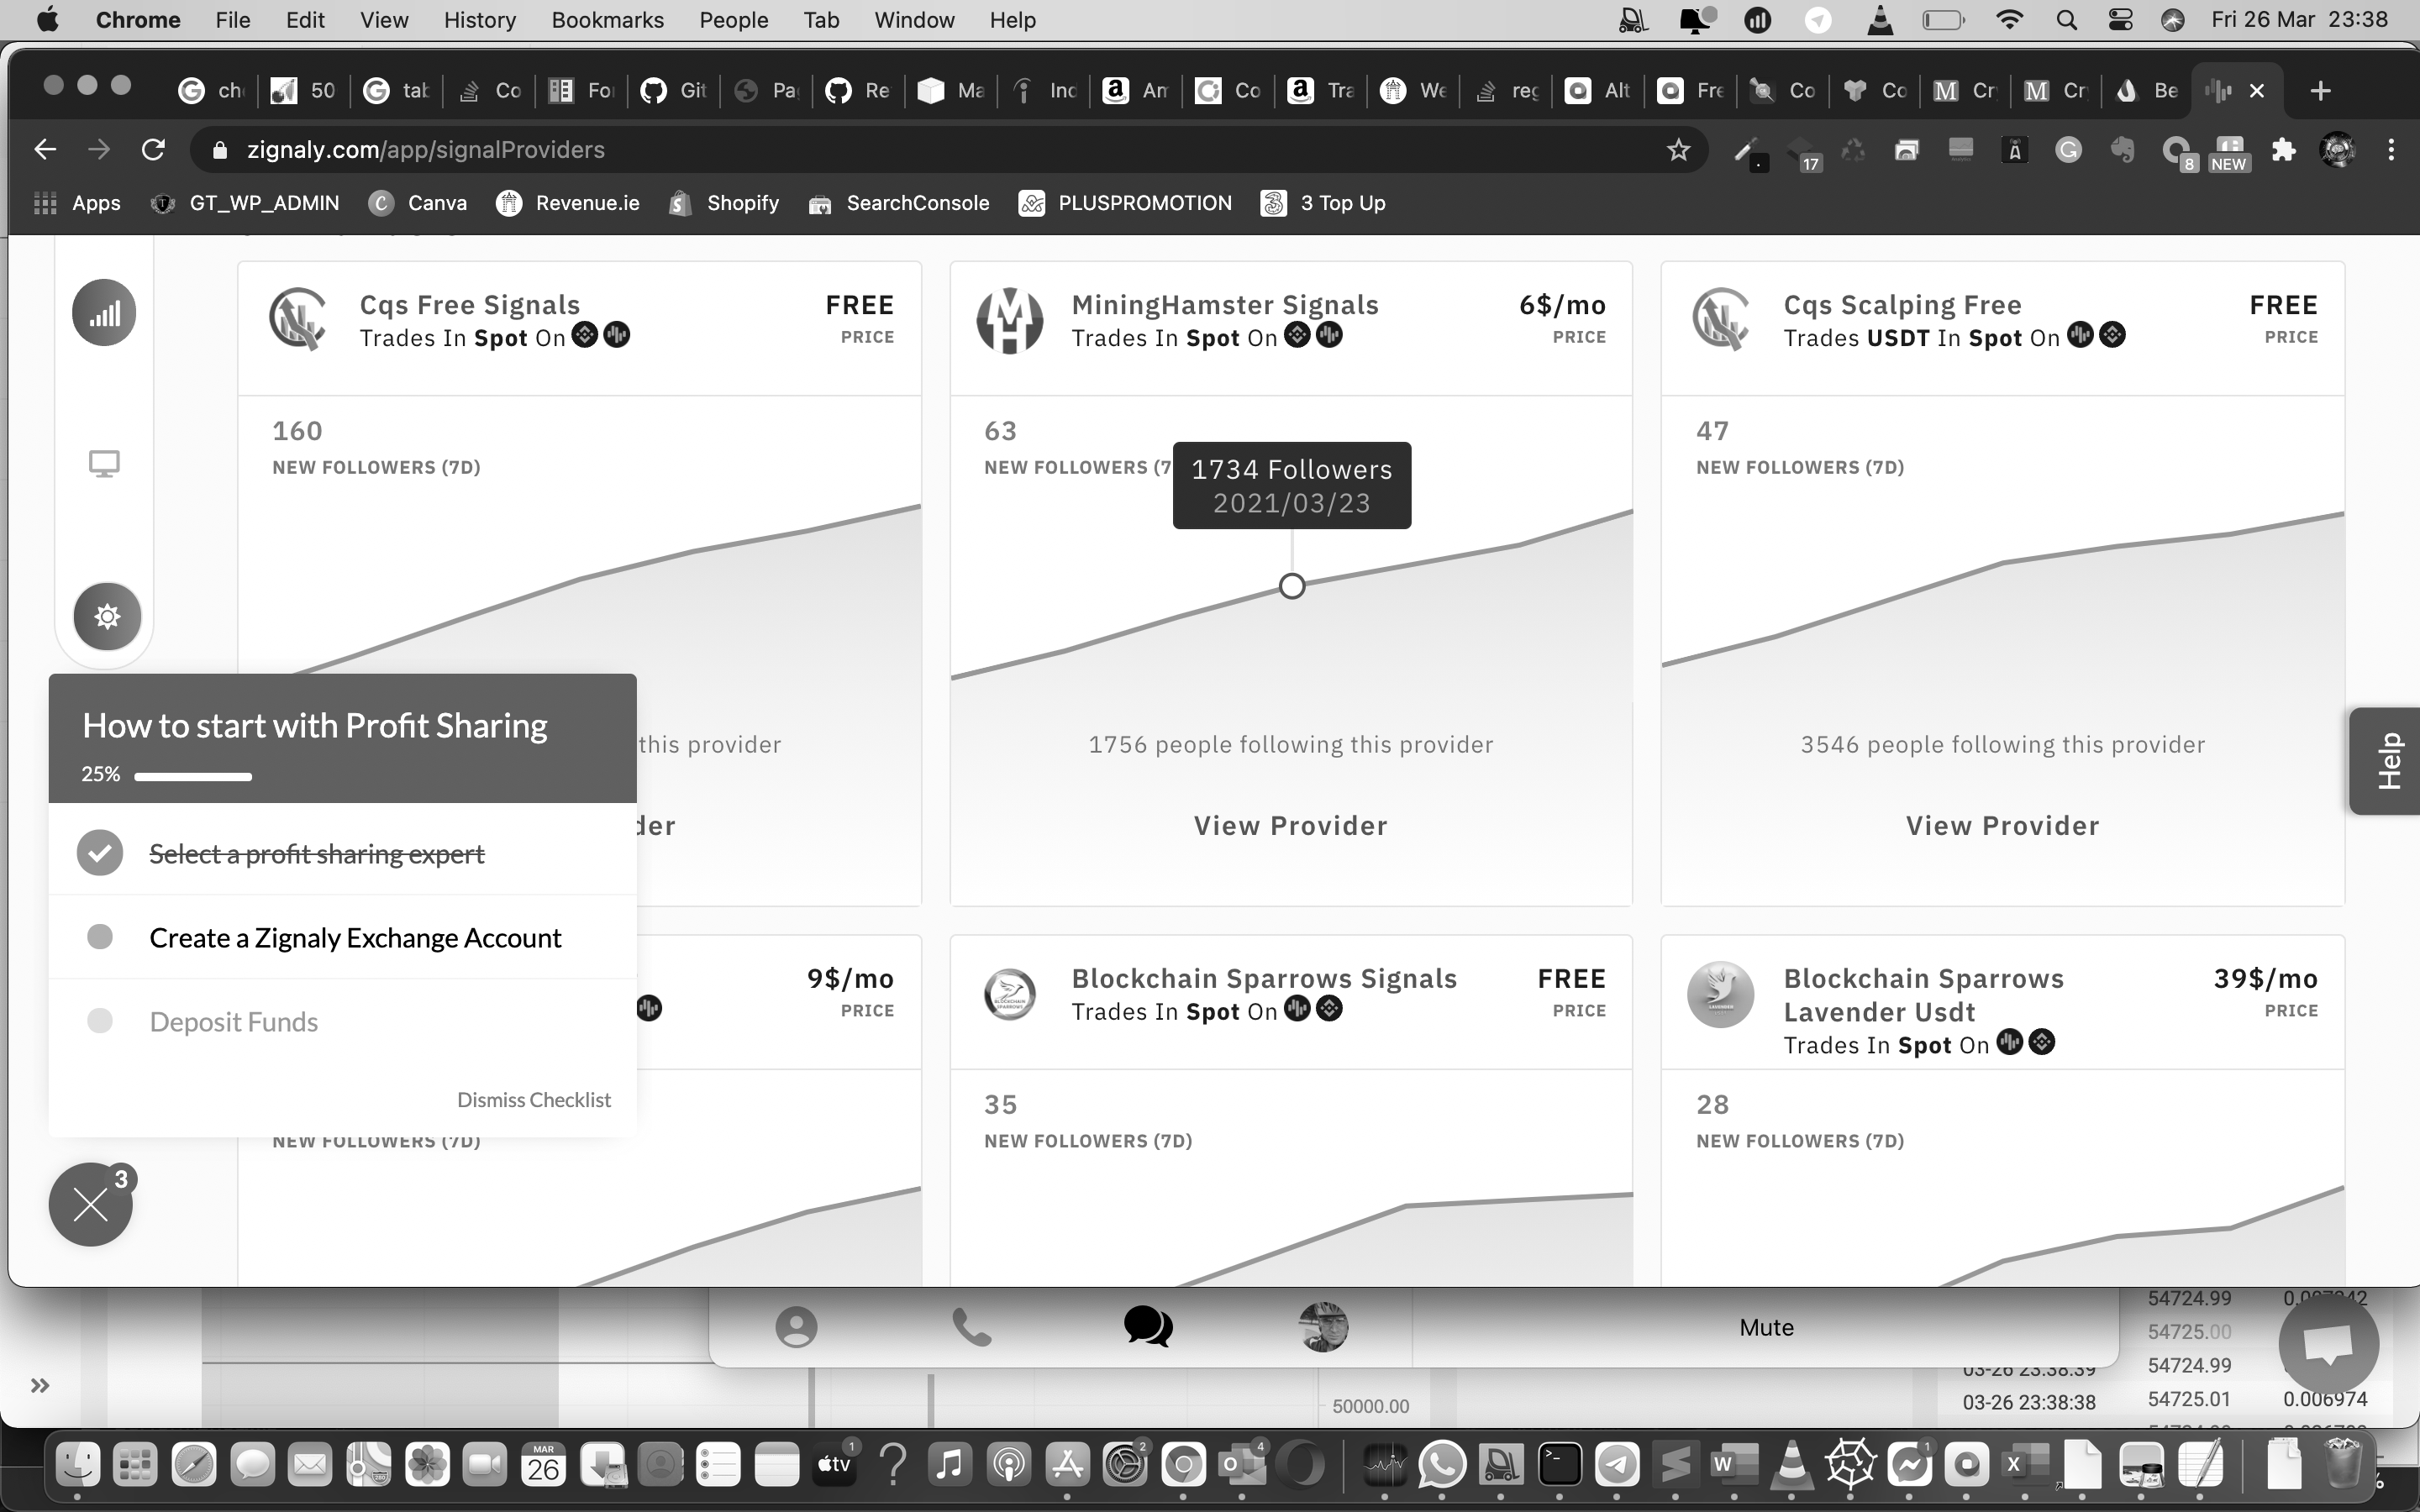 Chrome File Edit View History Bookmarks People Tab Window Help Fri 26 Mar 23:38
ch 50 tab Co For Git Pa Re Ma Inc Am Co Tra We reg Alt Fre Co Co Cr Cr Be
zignaly.com/app/signalProviders
17 8 NEW
Apps GT_WP_ADMIN Canva Revenue.ie Shopify SearchConsole PLUSPROMOTION 3 Top Up
Cqs Free Signals
FREE
Trades In Spot On
PRICE
160
NEW FOLLOWERS (7D)
this provider
der
MiningHamster Signals
6$/mo
Trades In Spot On
PRICE
63
NEW FOLLOWERS (7
1734 Followers
2021/03/23
1756 people following this provider
View Provider
Cqs Scalping Free
FREE
Trades USDT In Spot On
PRICE
47
NEW FOLLOWERS (7D)
3546 people following this provider
View Provider
Help
How to start with Profit Sharing
25%
Select a profit sharing expert
Create a Zignaly Exchange Account
Deposit Funds
Dismiss Checklist
3
9$/mo
PRICE
NEW FOLLOWERS (7D)
Blockchain Sparrows Signals
FREE
Trades In Spot On
PRICE
35
NEW FOLLOWERS (7D)
Blockchain Sparrows
39$/mo
Lavender Usdt
PRICE
Trades In Spot On
28
NEW FOLLOWERS (7D)
Mute
50000.00
54724.99
54725.00
03-26 23:38:39 54724.99
03-26 23:38:38 54725.01 0.006974
MAR
26
tv
1
2
4
1